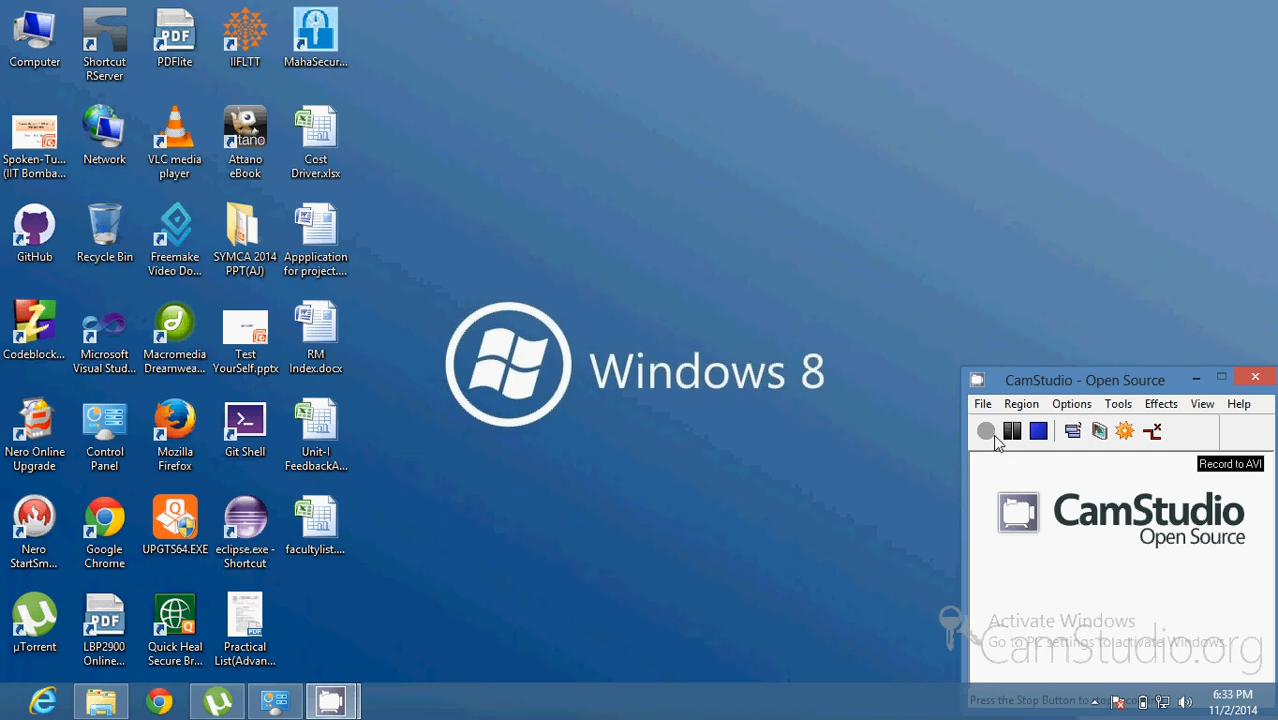 Computer
Shortcut
RServer
PDFlite
IIFLTT
MahaSecur...
Spoken-Tu...
(IIT Bomba...
Network
VLC media
player
Attano
eBook
Cost
Driver.xlsx
GitHub
Recycle Bin
Freemake
Video Do...
SYMCA 2014
PPT(AJ)
Appplication
for project....
Codeblock...
Microsoft
Visual Stud...
Macromedia
Dreamwea...
Test
YourSelf.pptx
RM
Index.docx
Nero Online
Upgrade
Control
Panel
Mozilla
Firefox
Git Shell
Unit-I
FeedbackA...
Nero
StartSm...
Google
Chrome
UPGTS64.EXE
eclipse.exe -
Shortcut
facultylist....
µTorrent
LBP2900
Online...
Quick Heal
Secure Br...
Practical
List(Advan...
Windows 8
CamStudio - Open Source
File Region Options Tools Effects View Help
Record to AVI
CamStudio
Open Source
Activate Windows
Go to PC settings to activate Windows.
CamStudio.org
Press the Stop Button to stop recording
6:33 PM
11/2/2014